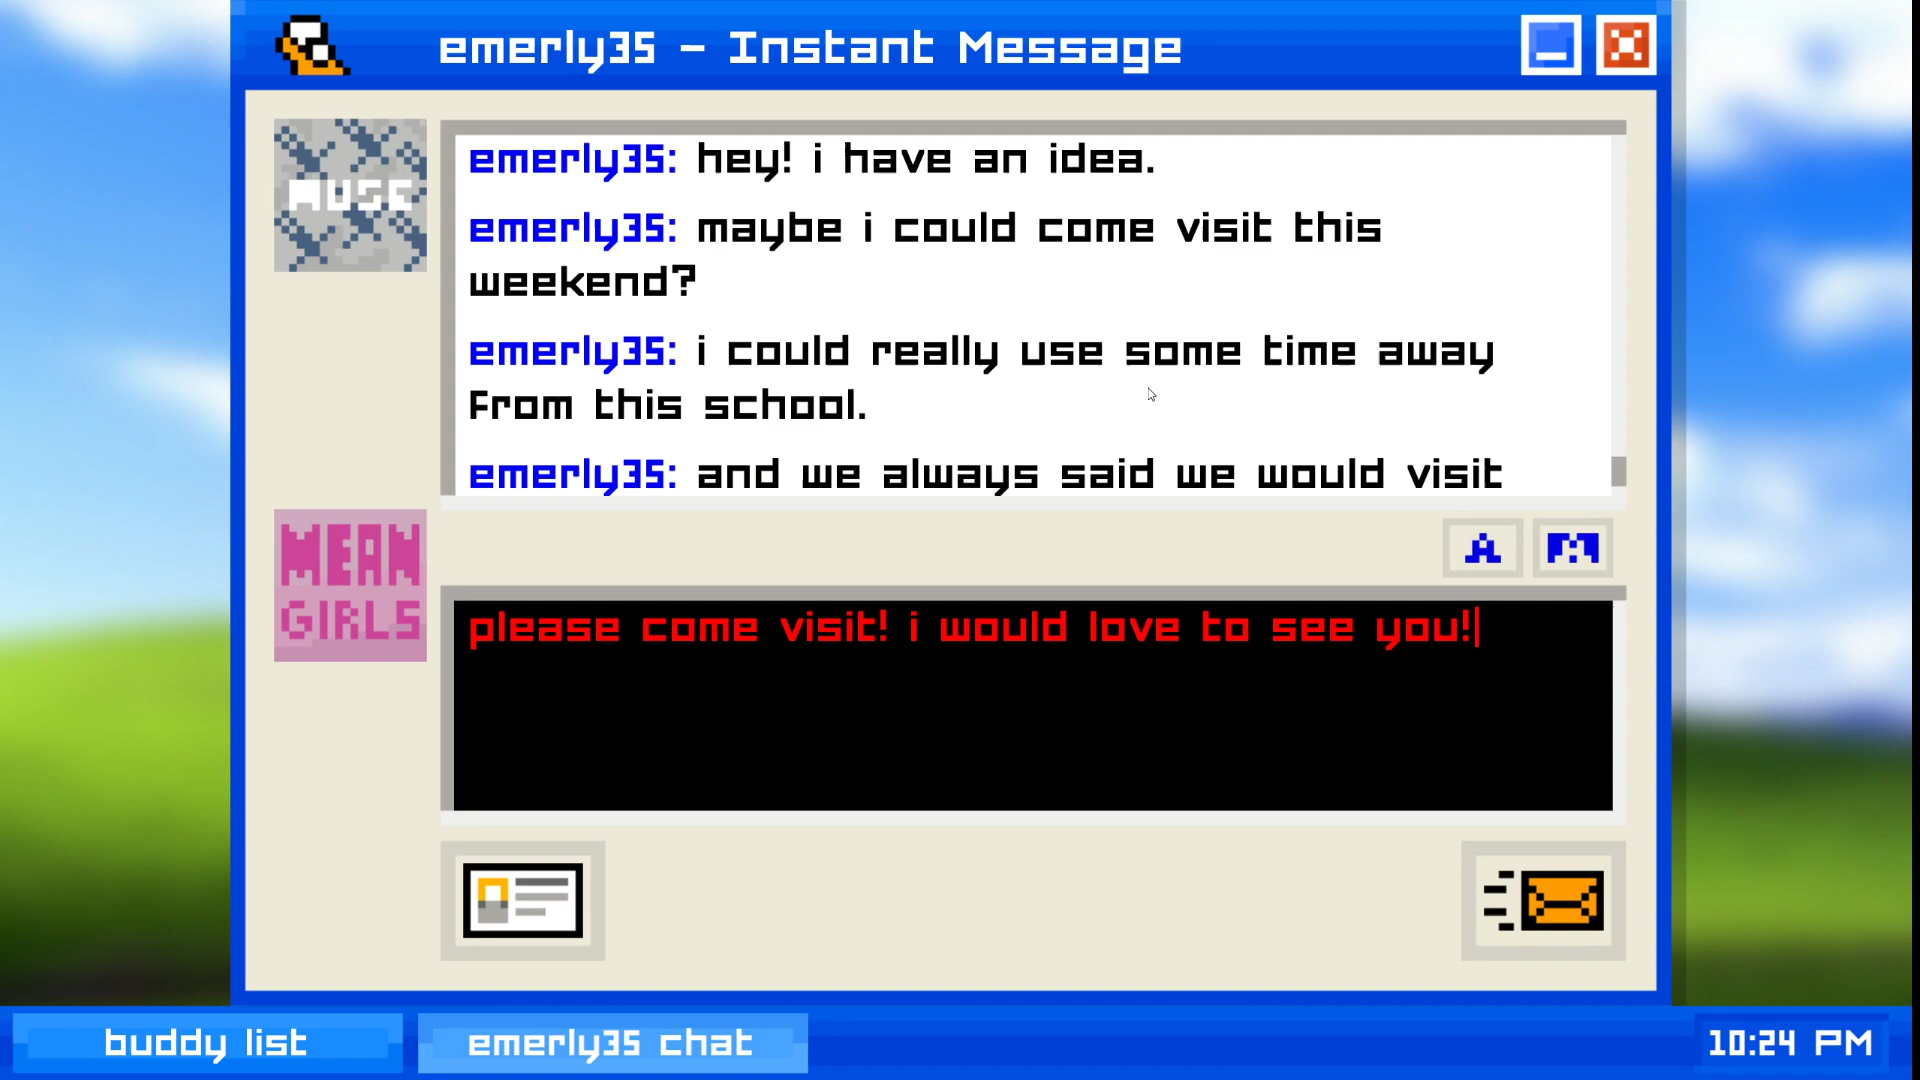 emerly35 - Instant Message
MUSE
emerly35: hey! i have an idea.
emerly35: maybe i could come visit this
weekend?
emerly35: i could really use some time away
from this school.
emerly35: and we always said we would visit
MEAN
GIRLS
A M
please come visit! i would love to see you!
buddy list
emerly35 chat
10:24 PM